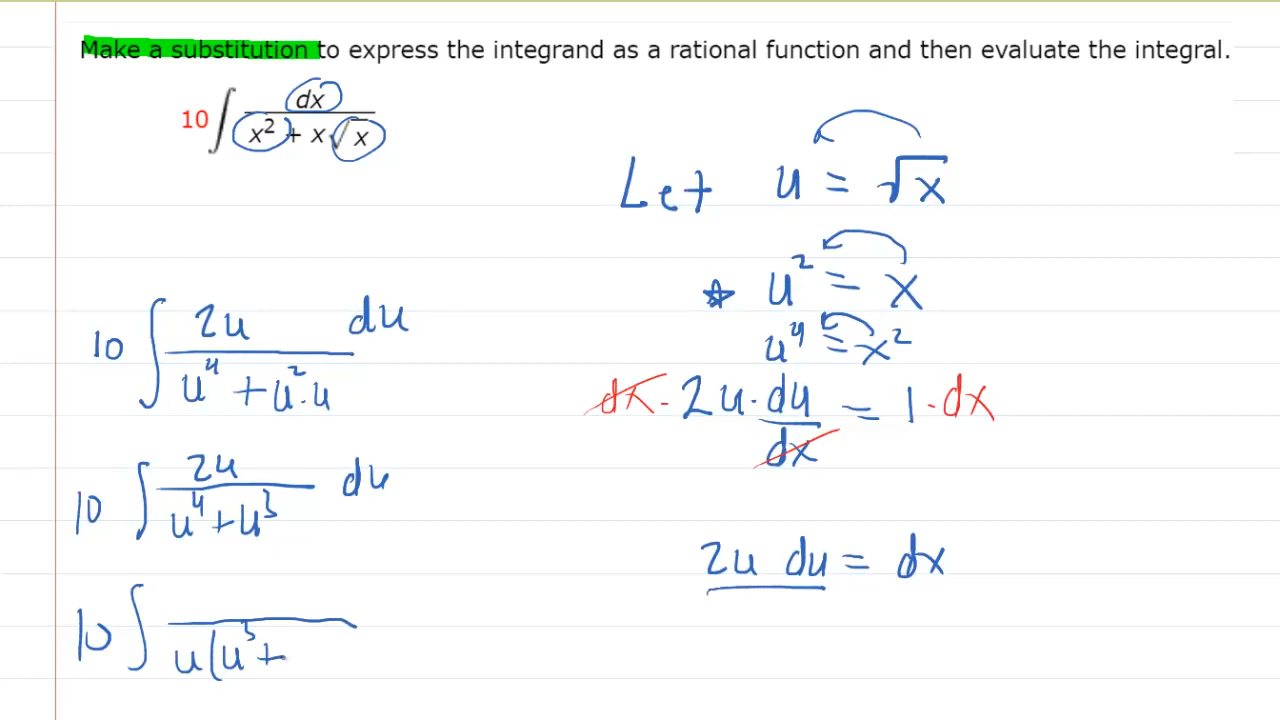 Make a substitution to express the integrand as a rational function and then evaluate the integral.
10 ∫ dx / (x² + x√x)
Let u = √x
* u² = x
u⁴ = x²
dx · 2u · du/dx = 1 · dx
2u du = dx
10 ∫ 2u / (u⁴ + u² · u) du
10 ∫ 2u / (u⁴ + u³) du
10 ∫ / u(u³ +